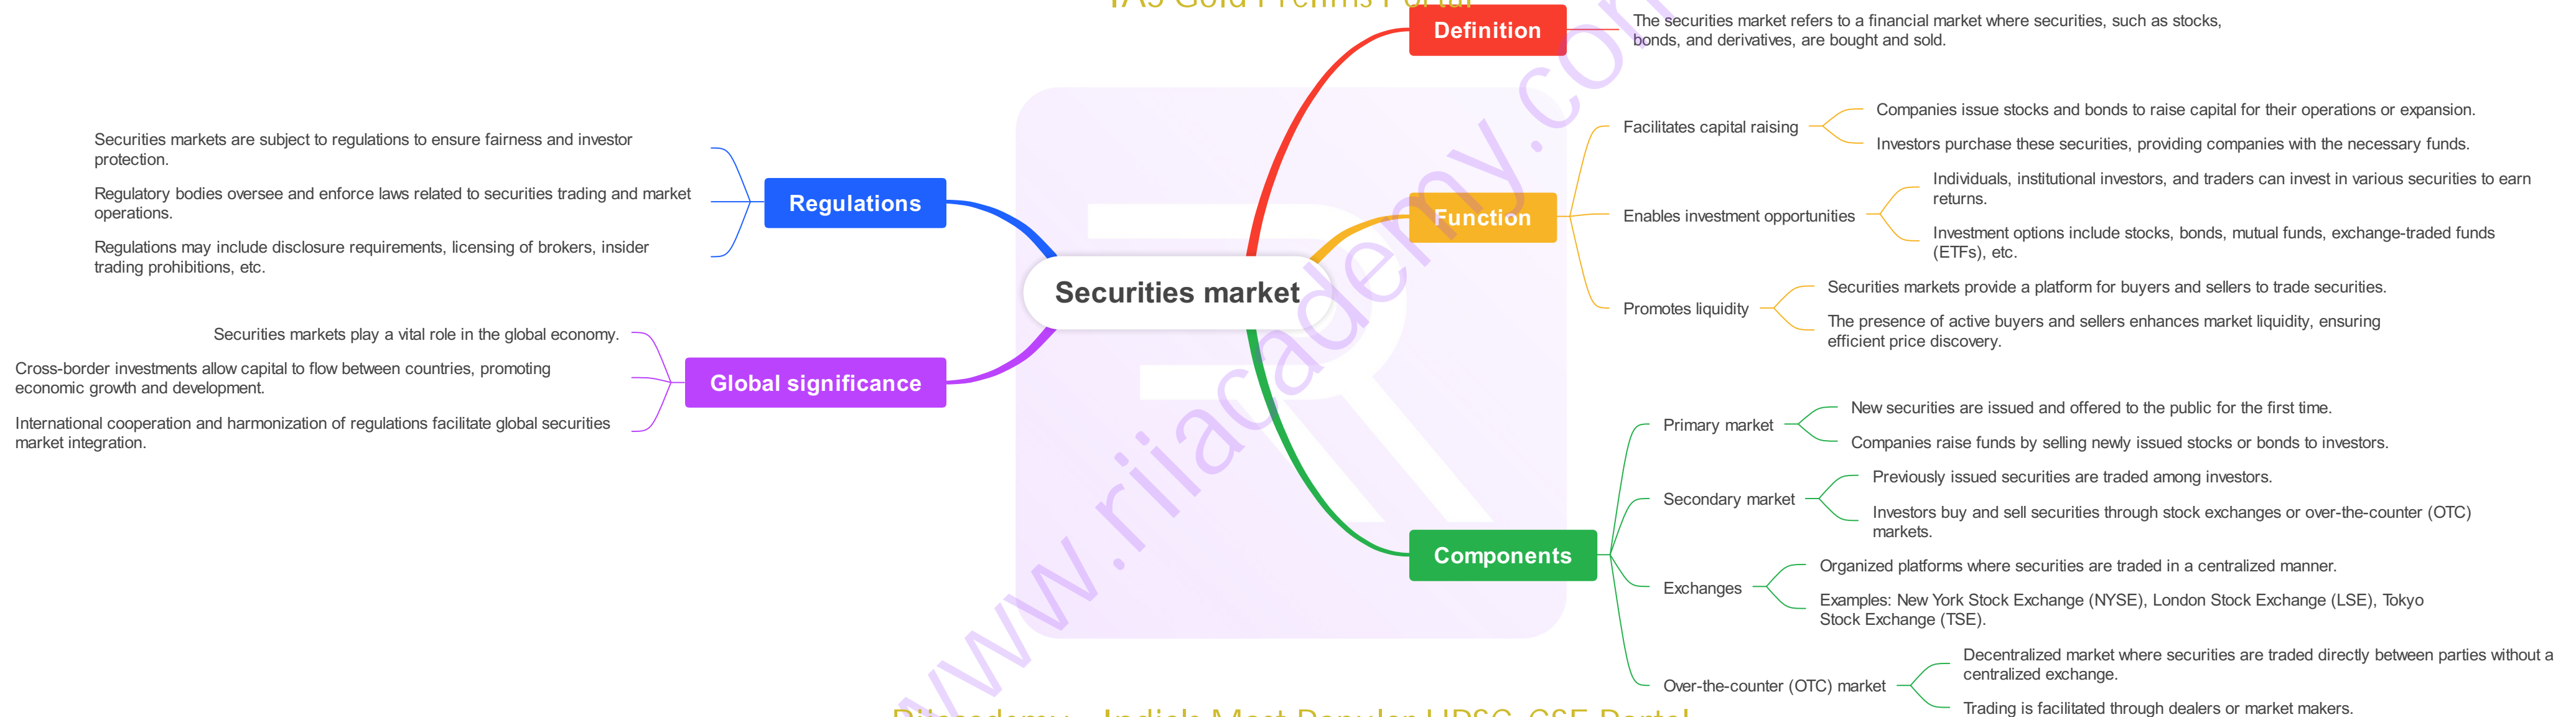 IAS Gold Prelims Portal
Securities market
Definition
The securities market refers to a financial market where securities, such as stocks,
bonds, and derivatives, are bought and sold.
Function
Facilitates capital raising
Companies issue stocks and bonds to raise capital for their operations or expansion.
Investors purchase these securities, providing companies with the necessary funds.
Enables investment opportunities
Individuals, institutional investors, and traders can invest in various securities to earn
returns.
Investment options include stocks, bonds, mutual funds, exchange-traded funds
(ETFs), etc.
Promotes liquidity
Securities markets provide a platform for buyers and sellers to trade securities.
The presence of active buyers and sellers enhances market liquidity, ensuring
efficient price discovery.
Components
Primary market
New securities are issued and offered to the public for the first time.
Companies raise funds by selling newly issued stocks or bonds to investors.
Secondary market
Previously issued securities are traded among investors.
Investors buy and sell securities through stock exchanges or over-the-counter (OTC)
markets.
Exchanges
Organized platforms where securities are traded in a centralized manner.
Examples: New York Stock Exchange (NYSE), London Stock Exchange (LSE), Tokyo
Stock Exchange (TSE).
Over-the-counter (OTC) market
Decentralized market where securities are traded directly between parties without a
centralized exchange.
Trading is facilitated through dealers or market makers.
Regulations
Securities markets are subject to regulations to ensure fairness and investor
protection.
Regulatory bodies oversee and enforce laws related to securities trading and market
operations.
Regulations may include disclosure requirements, licensing of brokers, insider
trading prohibitions, etc.
Global significance
Securities markets play a vital role in the global economy.
Cross-border investments allow capital to flow between countries, promoting
economic growth and development.
International cooperation and harmonization of regulations facilitate global securities
market integration.
www.riiacademy.com
India's Most Popular UPSC-CSE Portal